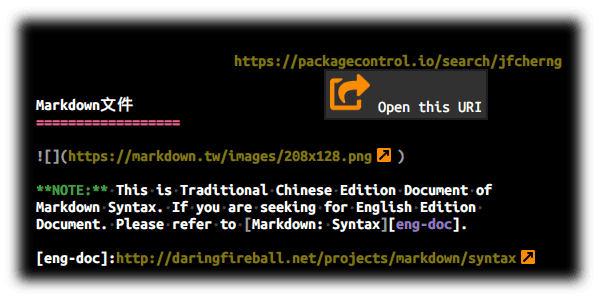 https://packagecontrol.io/search/jfcherng
Open this URI
Markdown文件
==================
![](https://markdown.tw/images/208x128.png)
**NOTE:** This is Traditional Chinese Edition Document of
Markdown Syntax. If you are seeking for English Edition
Document. Please refer to [Markdown: Syntax][eng-doc].
[eng-doc]:http://daringfireball.net/projects/markdown/syntax